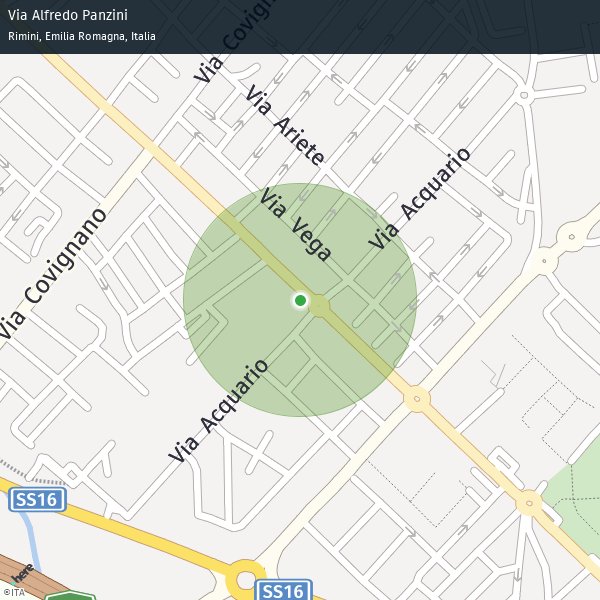 Via Alfredo Panzini
Rimini, Emilia Romagna, Italia
Via Covign
Via Ariete
Via Acquario
Via Vega
Via Covignano
Via Acquario
SS16
SS16
here
©ITA